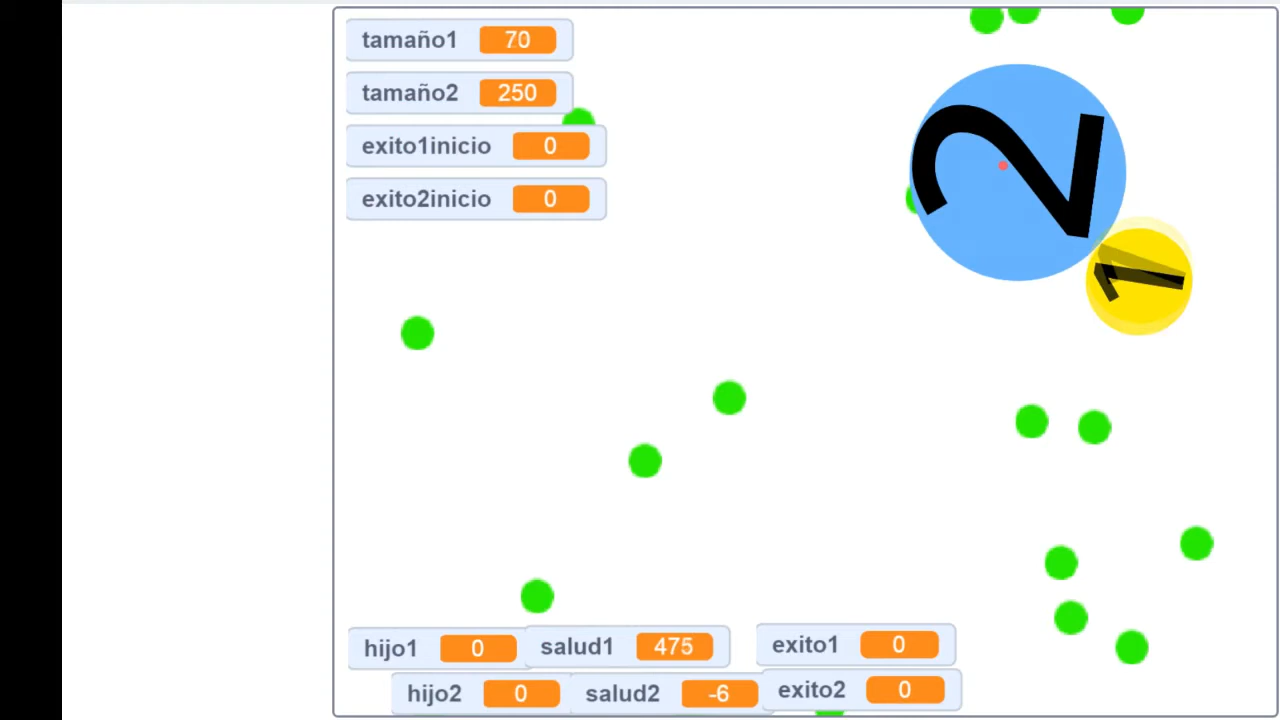 tamaño1 70
tamaño2 250
exito1inicio 0
exito2inicio 0
2
1
hijo1 0 salud1 475 exito1 0
hijo2 0 salud2 -6 exito2 0